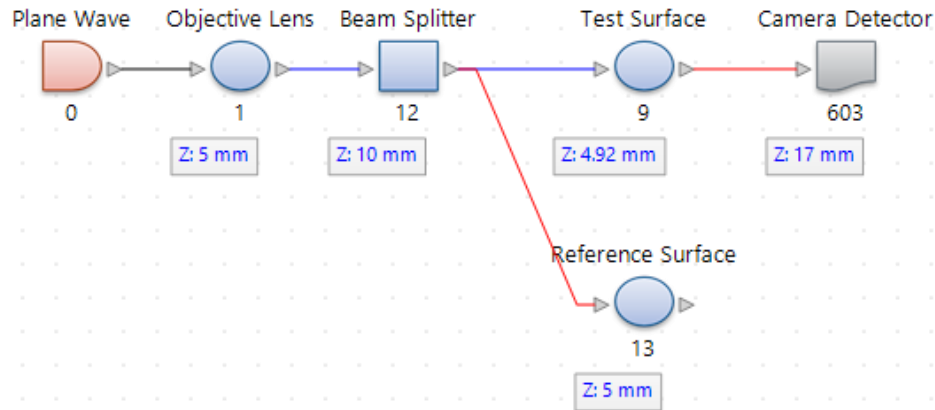 Plane Wave Objective Lens Beam Splitter Test Surface Camera Detector
0 1 12 9 603
Z: 5 mm Z: 10 mm Z: 4.92 mm Z: 17 mm
Reference Surface
13
Z: 5 mm